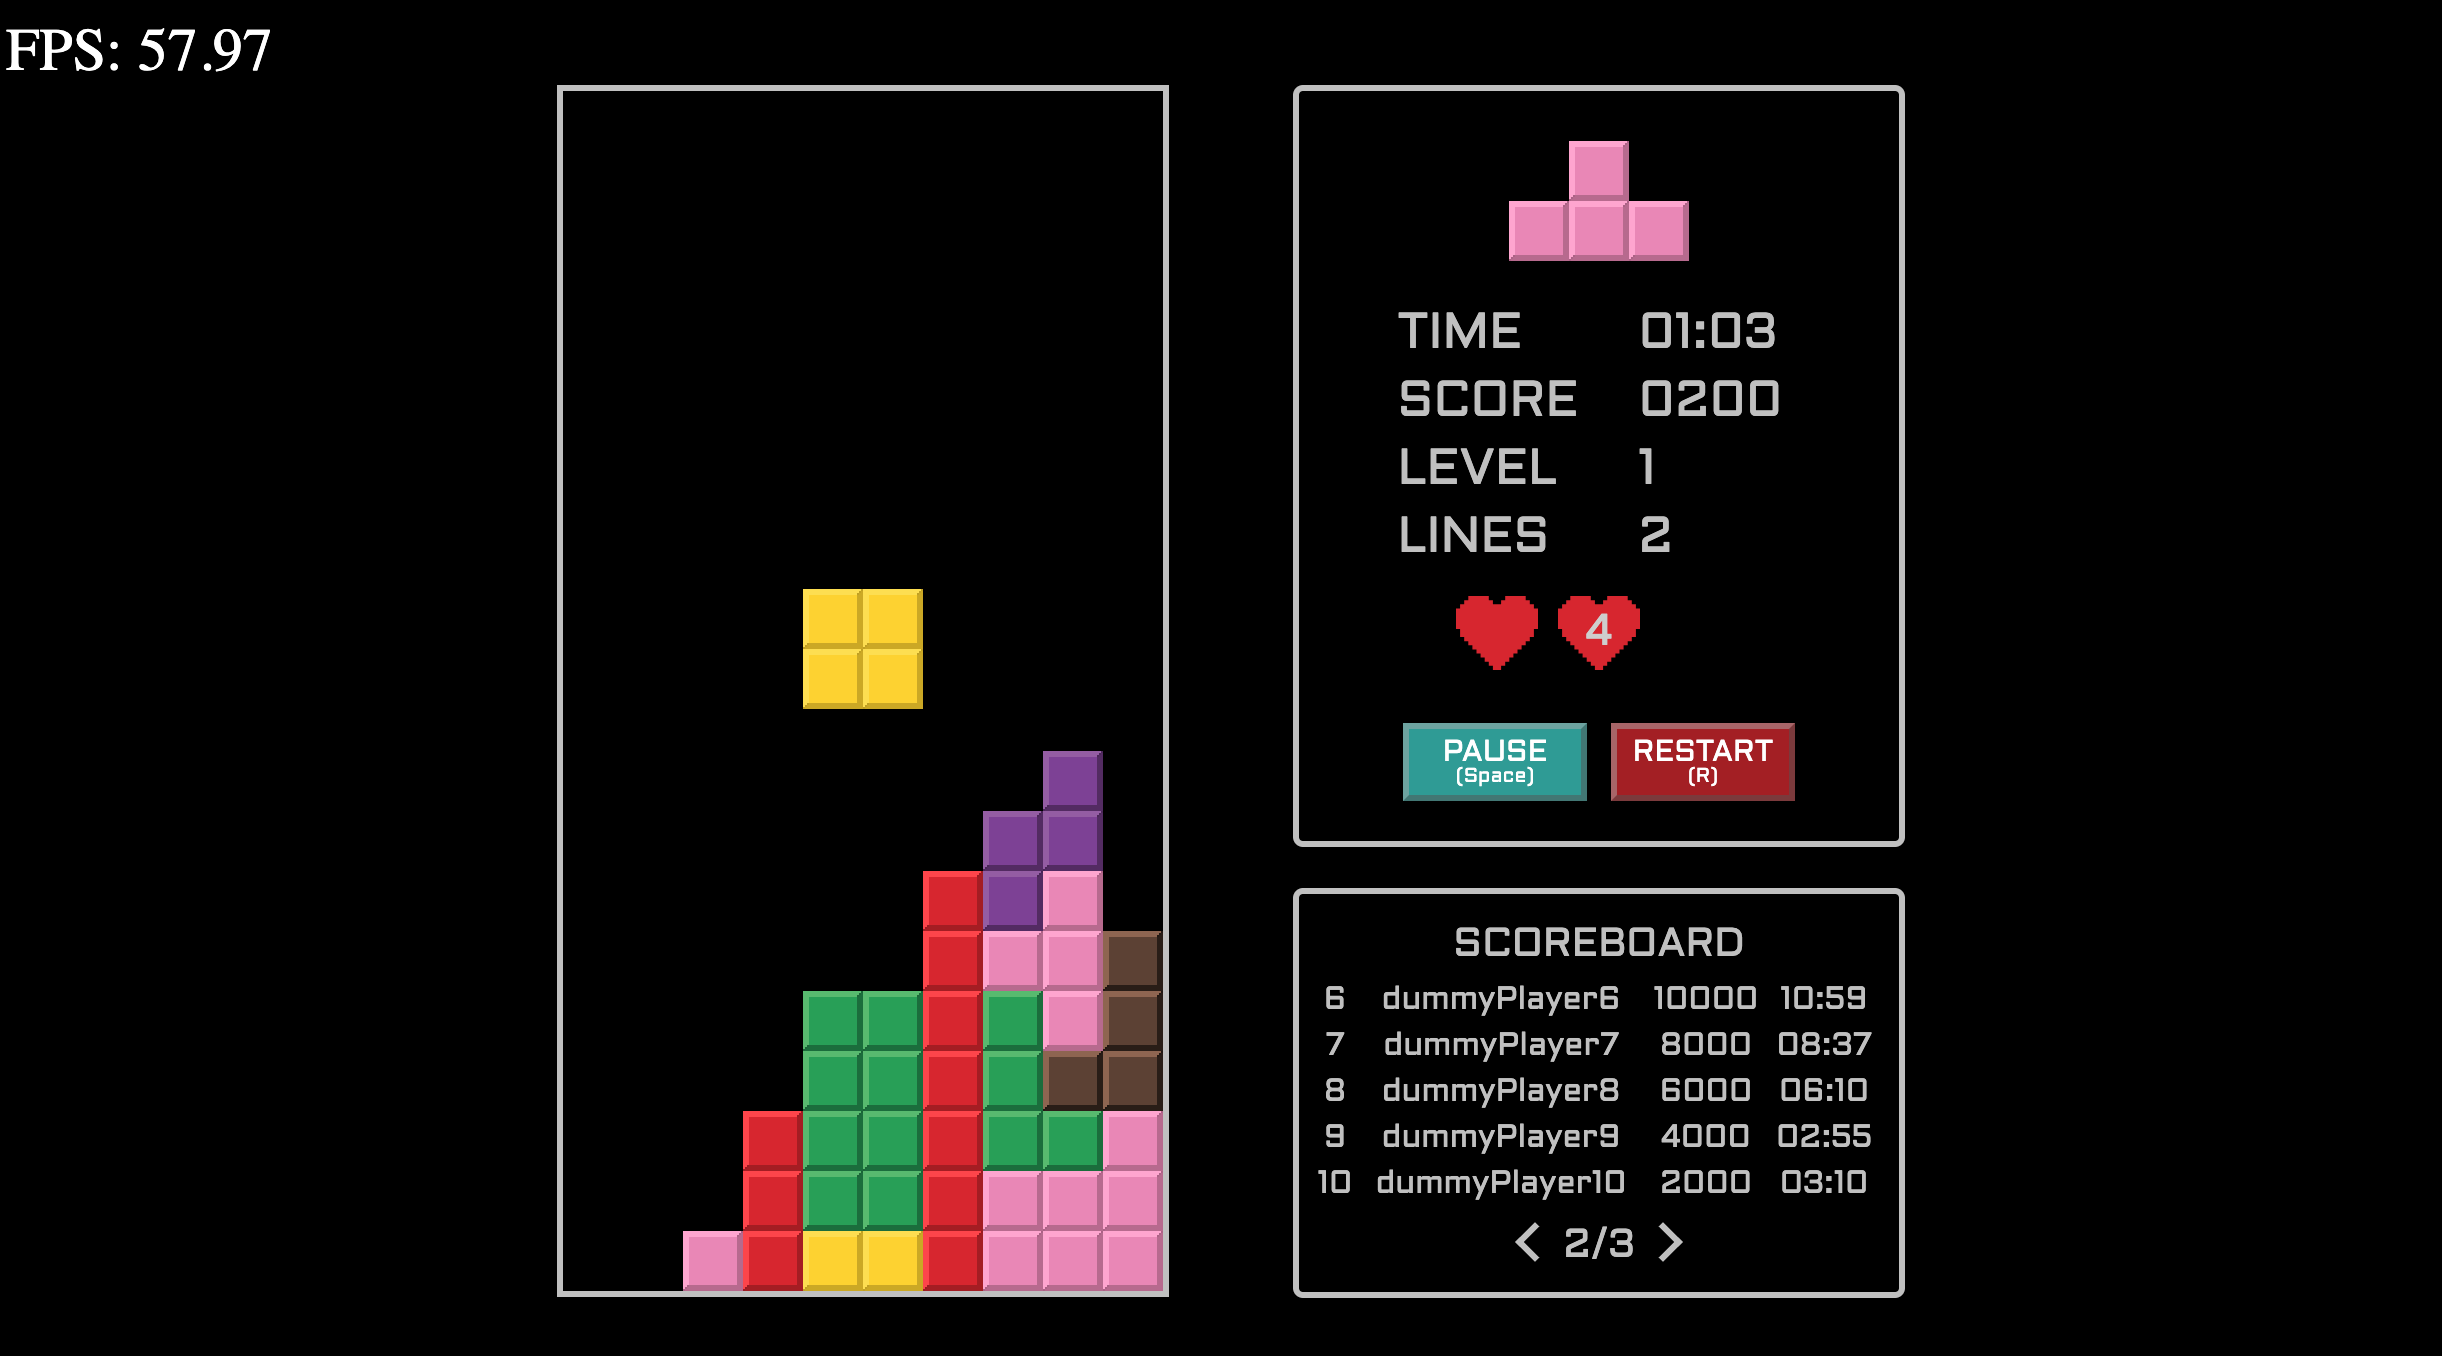 FPS: 57.97
TIME 01:03
SCORE 0200
LEVEL 1
LINES 2
4
PAUSE
(Space)
RESTART
(R)
SCOREBOARD
6 dummyPlayer6 10000 10:59
7 dummyPlayer7 8000 08:37
8 dummyPlayer8 6000 06:10
9 dummyPlayer9 4000 02:55
10 dummyPlayer10 2000 03:10
< 2/3 >